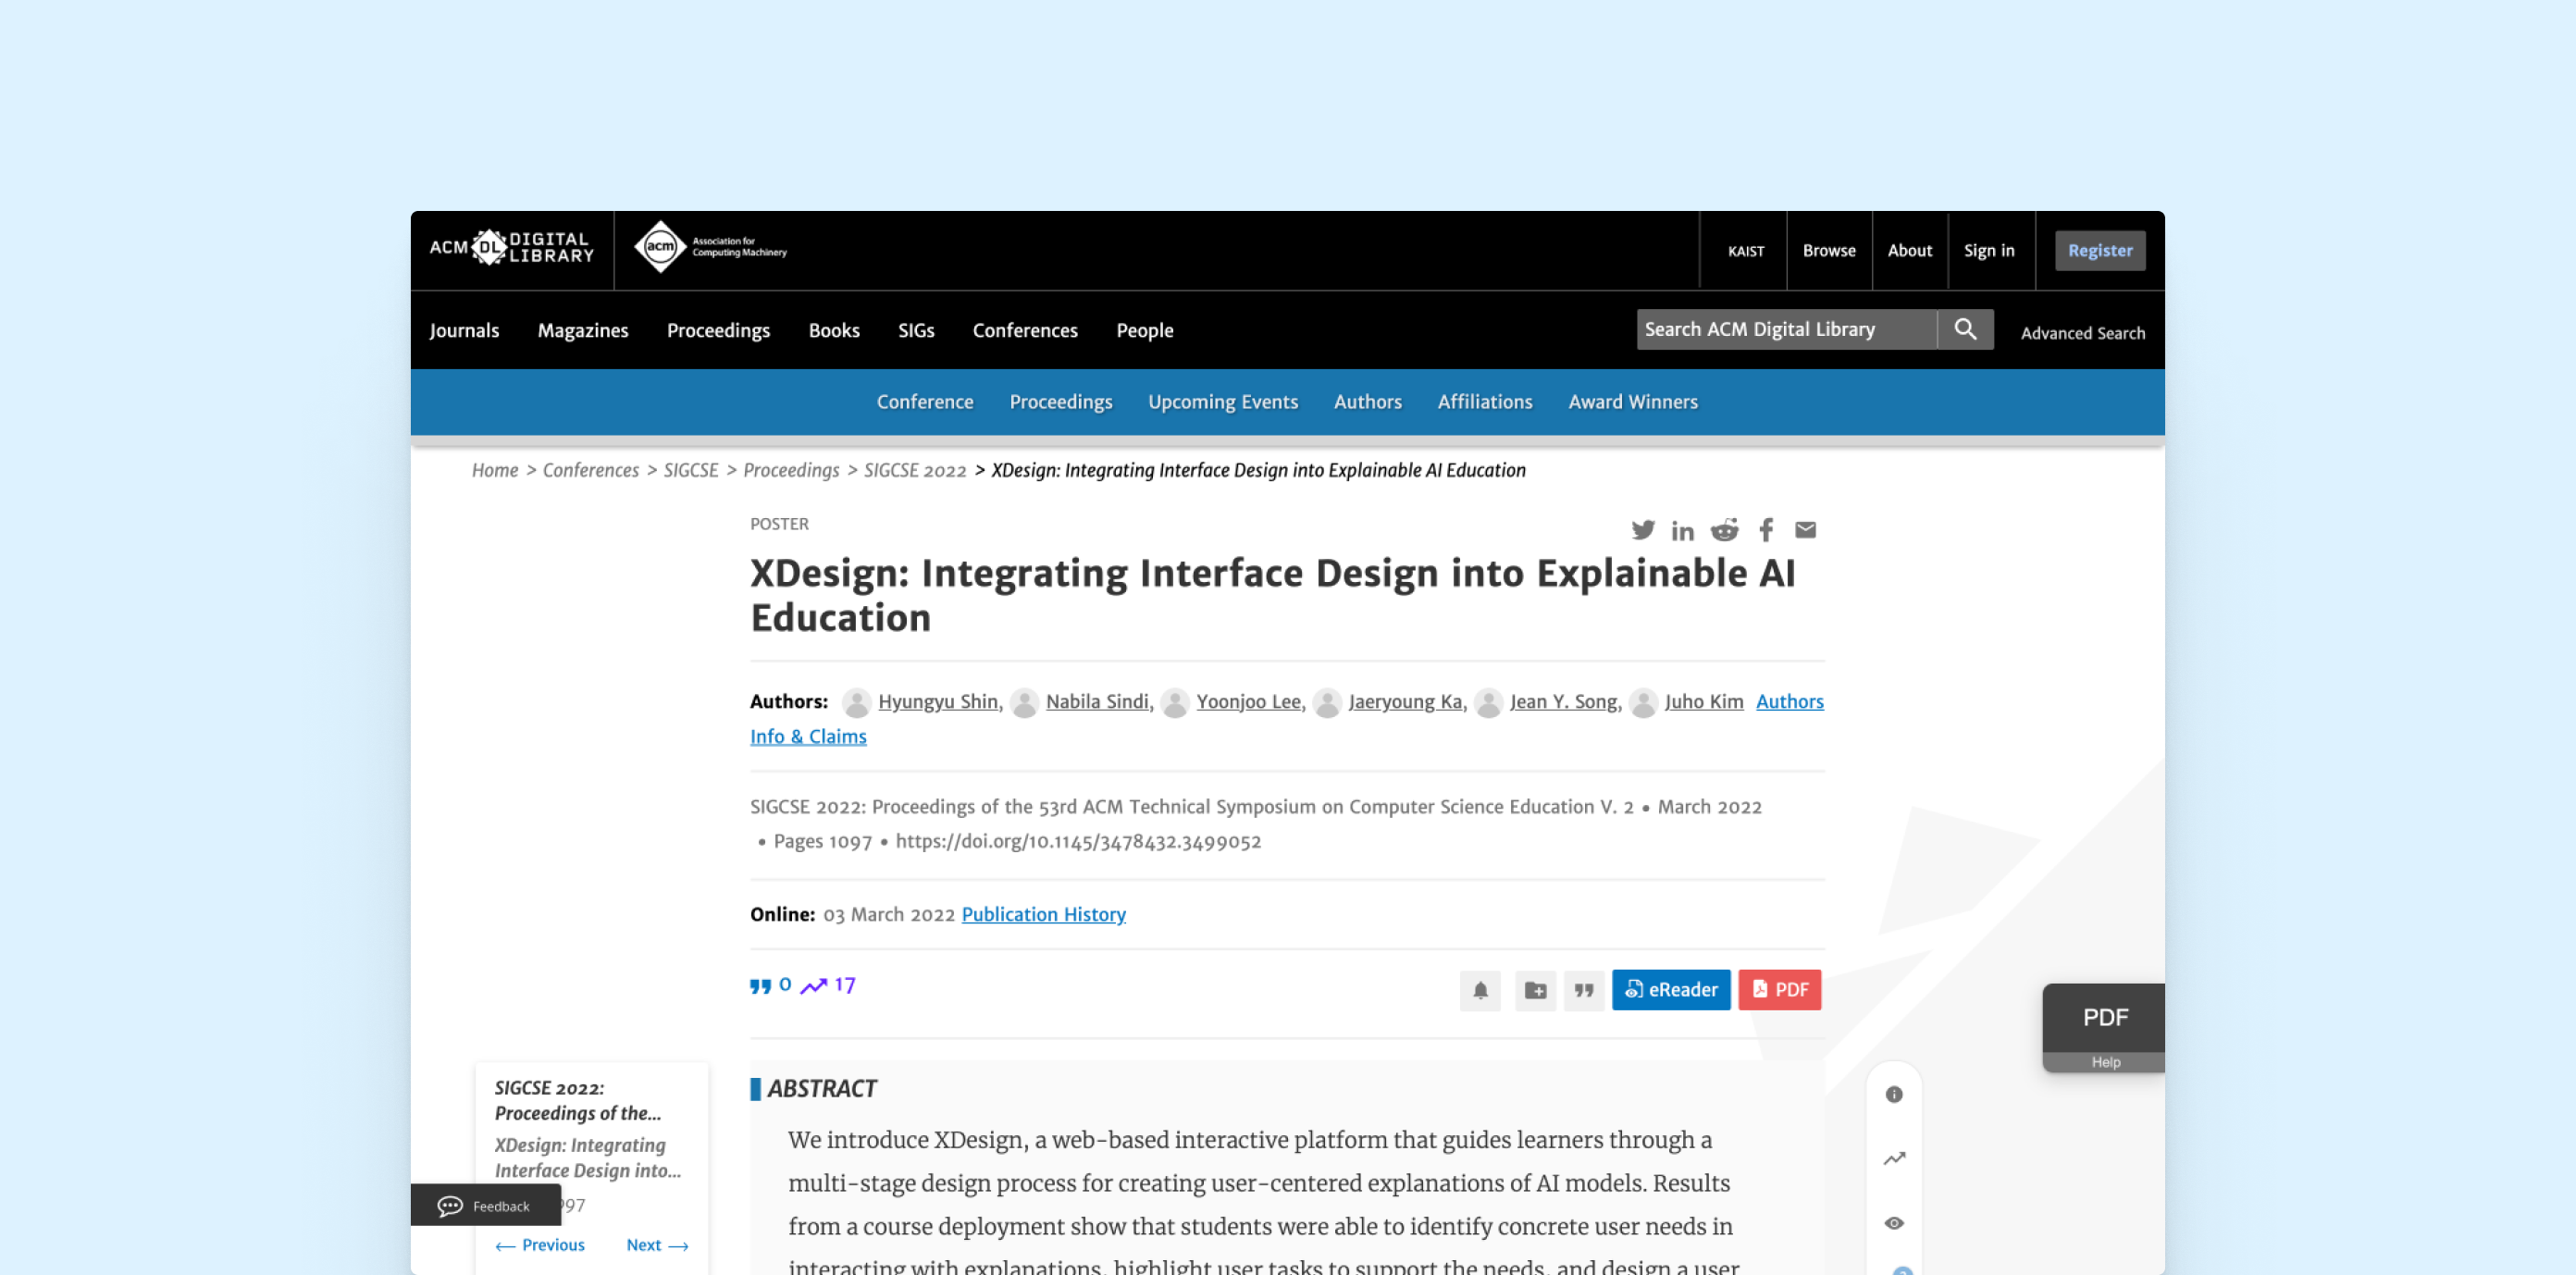 ACM DL DIGITAL LIBRARY
acm Association for Computing Machinery
KAIST Browse About Sign in Register
Journals Magazines Proceedings Books SIGs Conferences People Search ACM Digital Library Advanced Search
Conference Proceedings Upcoming Events Authors Affiliations Award Winners
Home > Conferences > SIGCSE > Proceedings > SIGCSE 2022 > XDesign: Integrating Interface Design into Explainable AI Education
POSTER
XDesign: Integrating Interface Design into Explainable AI
Education
Authors: Hyungyu Shin, Nabila Sindi, Yoonjoo Lee, Jaeryoung Ka, Jean Y. Song, Juho Kim Authors
Info & Claims
SIGCSE 2022: Proceedings of the 53rd ACM Technical Symposium on Computer Science Education V. 2 • March 2022
• Pages 1097 • https://doi.org/10.1145/3478432.3499052
Online: 03 March 2022 Publication History
0 17
eReader PDF
PDF
Help
SIGCSE 2022:
Proceedings of the...
XDesign: Integrating
Interface Design into...
97
Feedback
← Previous Next →
ABSTRACT
We introduce XDesign, a web-based interactive platform that guides learners through a
multi-stage design process for creating user-centered explanations of AI models. Results
from a course deployment show that students were able to identify concrete user needs in
interacting with explanations, highlight user tasks to support the needs, and design a user